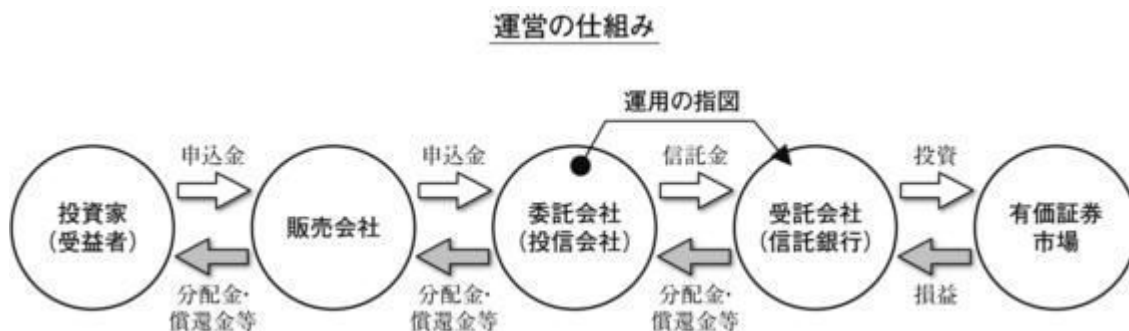 運営の仕組み
運用の指図
申込金
申込金
信託金
投資
投資家
（受益者）
販売会社
委託会社
（投信会社）
受託会社
（信託銀行）
有価証券
市場
分配金・
償還金等
分配金・
償還金等
分配金・
償還金等
損益